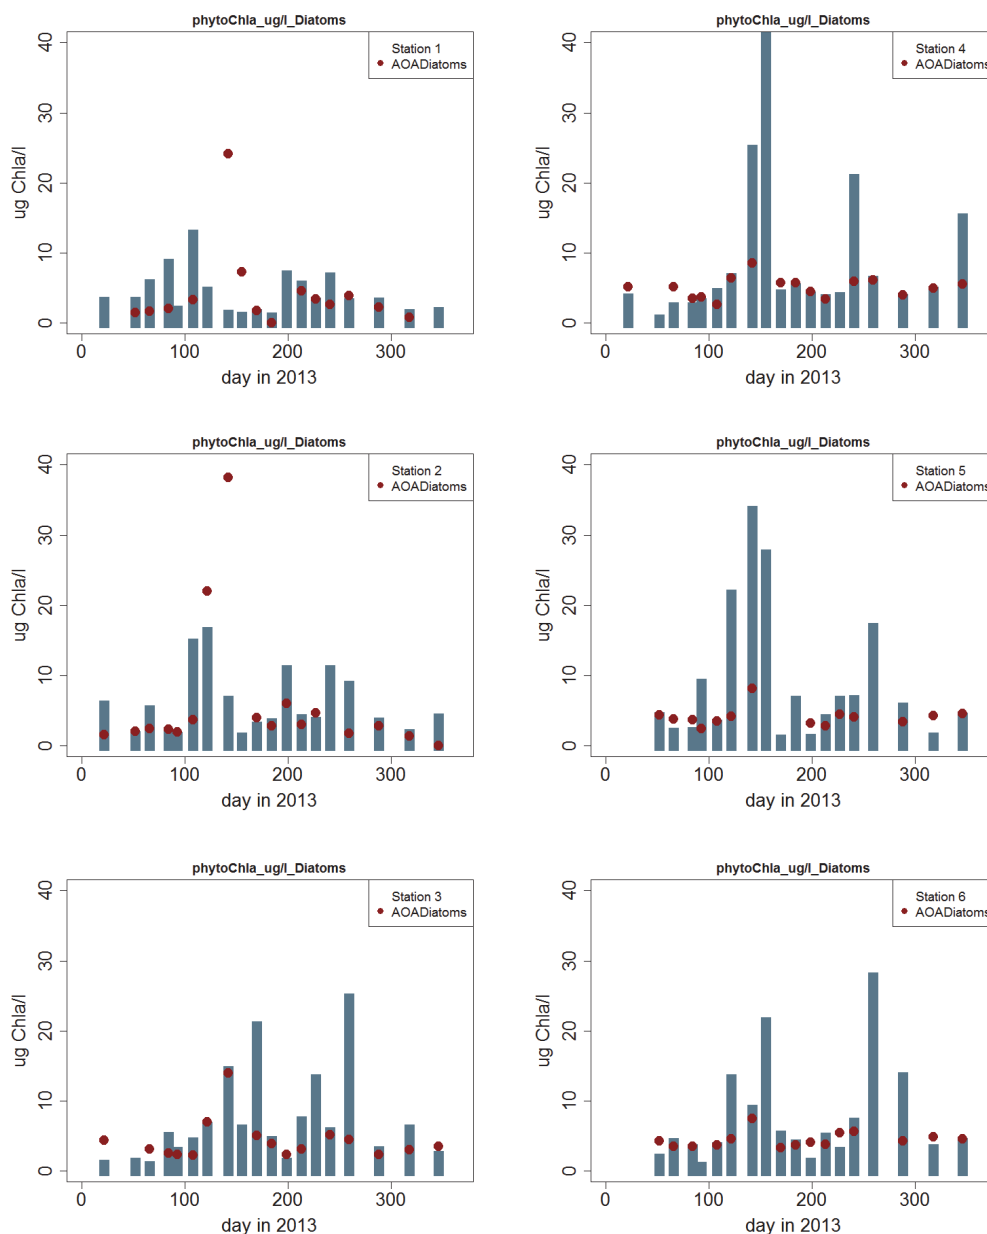 phytoChla_ug/l_Diatoms
Station 1
AOADiatoms
40
30
20
10
0
ug Chla/l
0 100 200 300
day in 2013
phytoChla_ug/l_Diatoms
Station 4
AOADiatoms
40
30
20
10
0
ug Chla/l
0 100 200 300
day in 2013
phytoChla_ug/l_Diatoms
Station 2
AOADiatoms
40
30
20
10
0
ug Chla/l
0 100 200 300
day in 2013
phytoChla_ug/l_Diatoms
Station 5
AOADiatoms
40
30
20
10
0
ug Chla/l
0 100 200 300
day in 2013
phytoChla_ug/l_Diatoms
Station 3
AOADiatoms
40
30
20
10
0
ug Chla/l
0 100 200 300
day in 2013
phytoChla_ug/l_Diatoms
Station 6
AOADiatoms
40
30
20
10
0
ug Chla/l
0 100 200 300
day in 2013